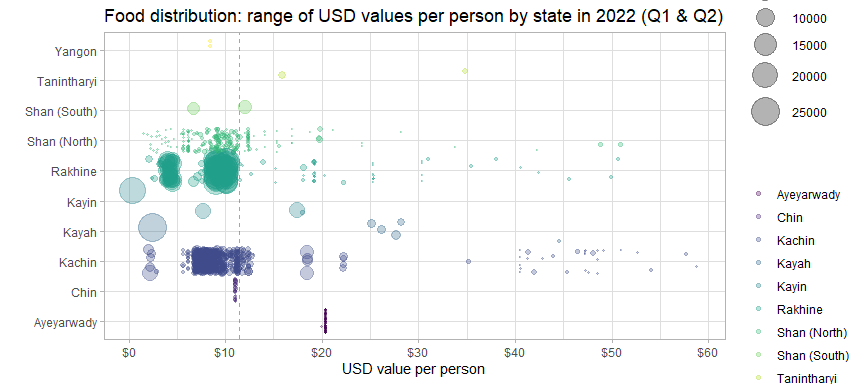 Food distribution: range of USD values per person by state in 2022 (Q1 & Q2)
Yangon
Tanintharyi
Shan (South)
Shan (North)
Rakhine
Kayin
Kayah
Kachin
Chin
Ayeyarwady
$0
$10
$20
$30
$40
$50
$60
USD value per person
10000
15000
20000
25000
Ayeyarwady
Chin
Kachin
Kayah
Kayin
Rakhine
Shan (North)
Shan (South)
Tanintharyi